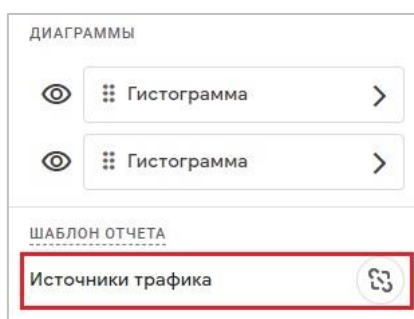 ДИАГРАММЫ
Гистограмма
Гистограмма
ШАБЛОН ОТЧЕТА
Источники трафика